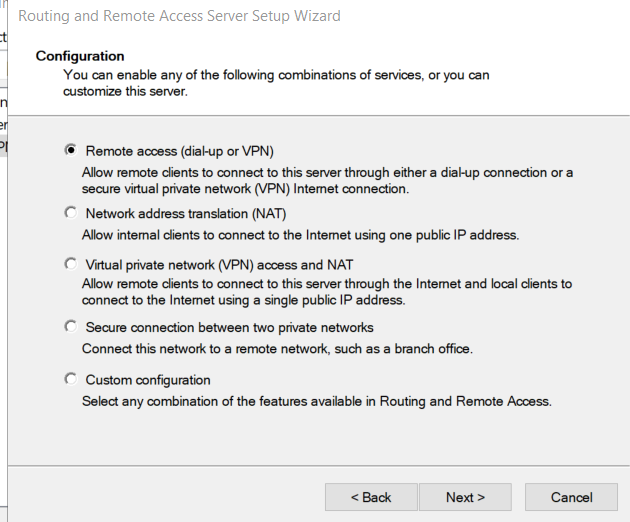 Routing and Remote Access Server Setup Wizard
Configuration
You can enable any of the following combinations of services, or you can
customize this server.
Remote access (dial-up or VPN)
Allow remote clients to connect to this server through either a dial-up connection or a
secure virtual private network (VPN) Internet connection.
Network address translation (NAT)
Allow internal clients to connect to the Internet using one public IP address.
Virtual private network (VPN) access and NAT
Allow remote clients to connect to this server through the Internet and local clients to
connect to the Internet using a single public IP address.
Secure connection between two private networks
Connect this network to a remote network, such as a branch office.
Custom configuration
Select any combination of the features available in Routing and Remote Access.
< Back Next > Cancel